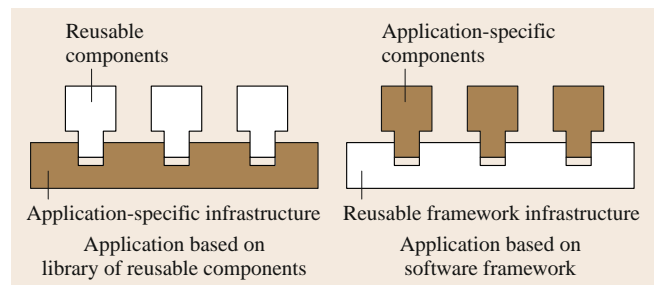 Reusable
components
Application-specific infrastructure
Application based on
library of reusable components
Application-specific
components
Reusable framework infrastructure
Application based on
software framework